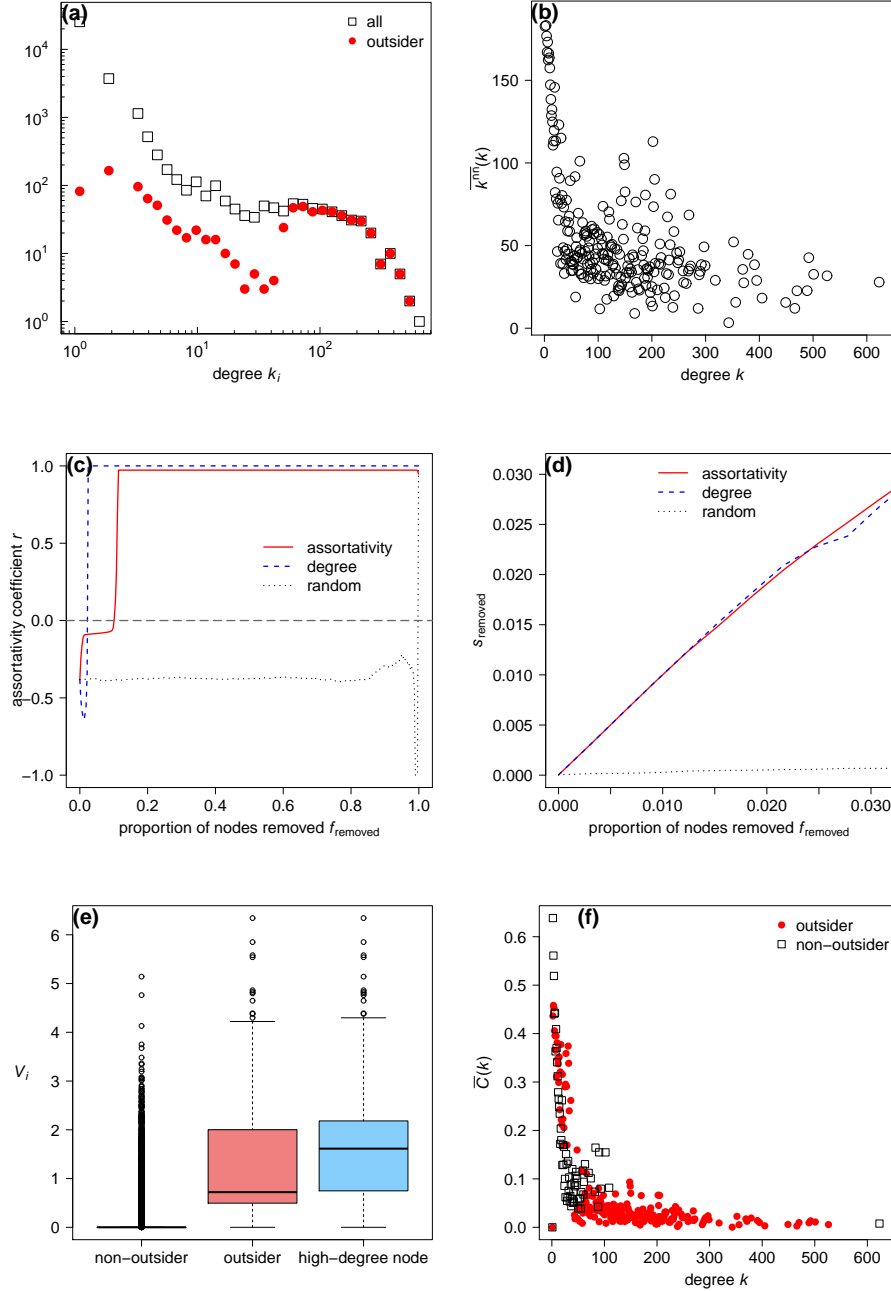 (a)
all
outsider
10^4
10^3
10^2
10^1
10^0
10^0 10^1 10^2
degree k_i
(b)
150
100
50
0
0 100 200 300 400 500 600
\overline{k^{nn}}(k)
degree k
(c)
1.0
0.5
0.0
−0.5
−1.0
assortativity coefficient r
assortativity
degree
random
0.0 0.2 0.4 0.6 0.8 1.0
proportion of nodes removed f_removed
(d)
0.030
0.025
0.020
0.015
0.010
0.005
0.000
s_removed
assortativity
degree
random
0.000 0.010 0.020 0.030
proportion of nodes removed f_removed
(e)
6
5
4
3
2
1
0
V_i
non−outsider outsider high−degree node
(f)
outsider
non−outsider
0.6
0.5
0.4
0.3
0.2
0.1
0.0
\overline{C}(k)
0 100 200 300 400 500 600
degree k